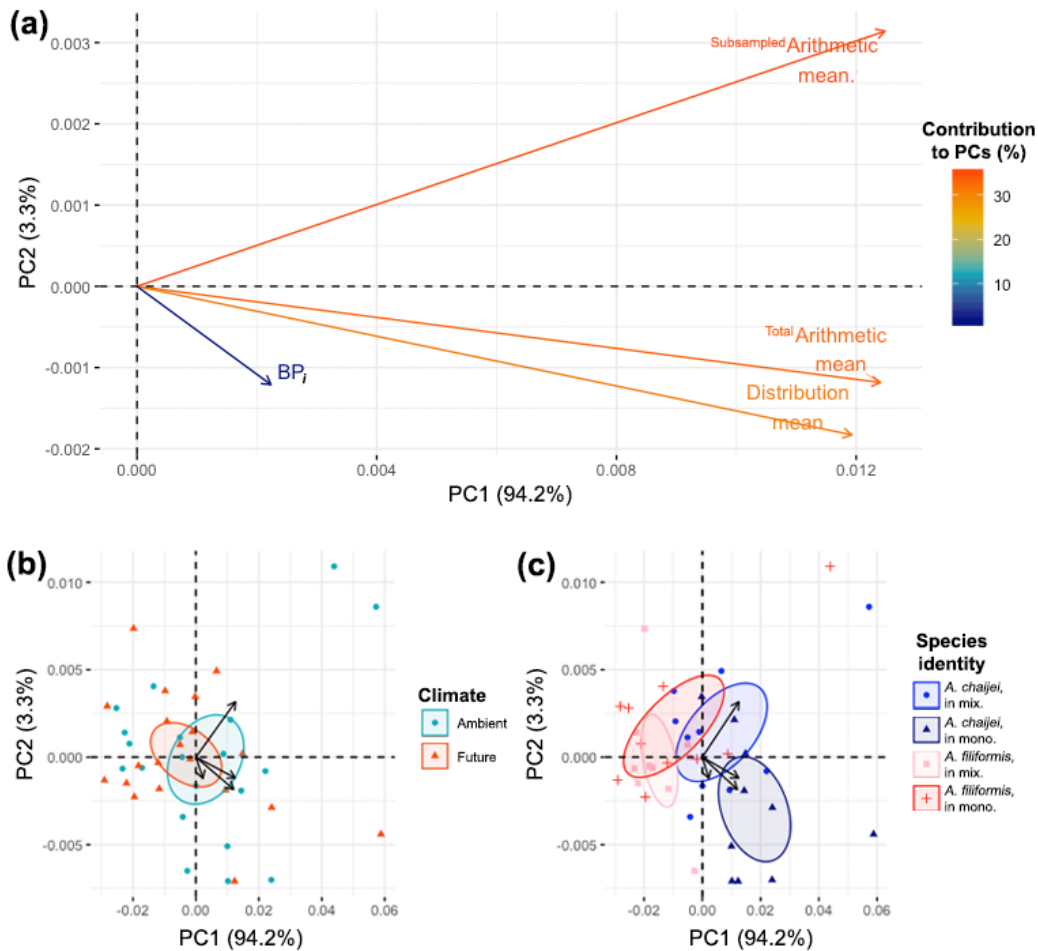 (a)
0.003
0.002
0.001
0.000
-0.001
-0.002
PC2 (3.3%)
Subsampled Arithmetic
mean.
Total Arithmetic
mean
Distribution
mean
BPi
0.000
0.004
0.008
0.012
PC1 (94.2%)
Contribution
to PCs (%)
30
20
10
(b)
0.010
0.005
0.000
-0.005
PC2 (3.3%)
-0.02
0.00
0.02
0.04
0.06
PC1 (94.2%)
Climate
Ambient
Future
(c)
0.010
0.005
0.000
-0.005
PC2 (3.3%)
-0.02
0.00
0.02
0.04
0.06
PC1 (94.2%)
Species
identity
A. chaijei,
in mix.
A. chaijei,
in mono.
A. filiformis,
in mix.
A. filiformis,
in mono.